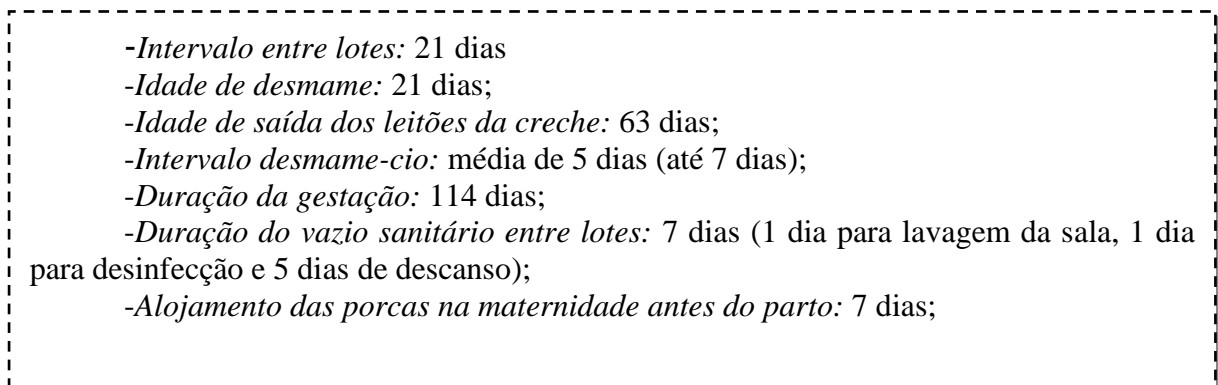 -Intervalo entre lotes: 21 dias
-Idade de desmame: 21 dias;
-Idade de saída dos leitões da creche: 63 dias;
-Intervalo desmame-cio: média de 5 dias (até 7 dias);
-Duração da gestação: 114 dias;
-Duração do vazio sanitário entre lotes: 7 dias (1 dia para lavagem da sala, 1 dia
para desinfecção e 5 dias de descanso);
-Alojamento das porcas na maternidade antes do parto: 7 dias;